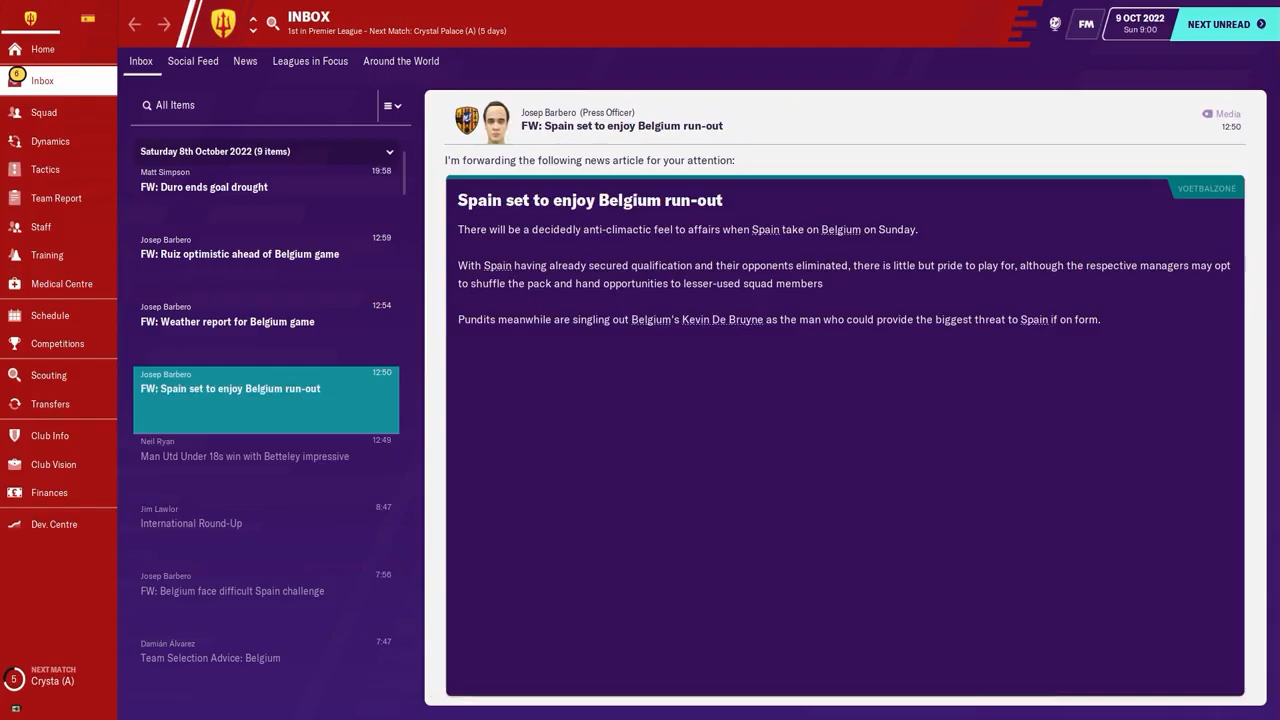 INBOX
1st in Premier League - Next Match: Crystal Palace (A) (5 days)
FM
9 OCT 2022
Sun 9:00
NEXT UNREAD
Home
6
Inbox
Squad
Dynamics
Tactics
Team Report
Staff
Training
Medical Centre
Schedule
Competitions
Scouting
Transfers
Club Info
Club Vision
Finances
Dev. Centre
5
NEXT MATCH
Crysta (A)
Inbox
Social Feed
News
Leagues in Focus
Around the World
All Items
Saturday 8th October 2022 (9 items)
Matt Simpson 19:58
FW: Duro ends goal drought
Josep Barbero 12:59
FW: Ruiz optimistic ahead of Belgium game
Josep Barbero 12:54
FW: Weather report for Belgium game
Josep Barbero 12:50
FW: Spain set to enjoy Belgium run-out
Neil Ryan 12:49
Man Utd Under 18s win with Betteley impressive
Jim Lawlor 8:47
International Round-Up
Josep Barbero 7:56
FW: Belgium face difficult Spain challenge
Damián Álvarez 7:47
Team Selection Advice: Belgium
Josep Barbero (Press Officer)
FW: Spain set to enjoy Belgium run-out
Media
12:50
I'm forwarding the following news article for your attention:
VOETBALZONE
Spain set to enjoy Belgium run-out
There will be a decidedly anti-climactic feel to affairs when Spain take on Belgium on Sunday.
With Spain having already secured qualification and their opponents eliminated, there is little but pride to play for, although the respective managers may opt
to shuffle the pack and hand opportunities to lesser-used squad members
Pundits meanwhile are singling out Belgium's Kevin De Bruyne as the man who could provide the biggest threat to Spain if on form.